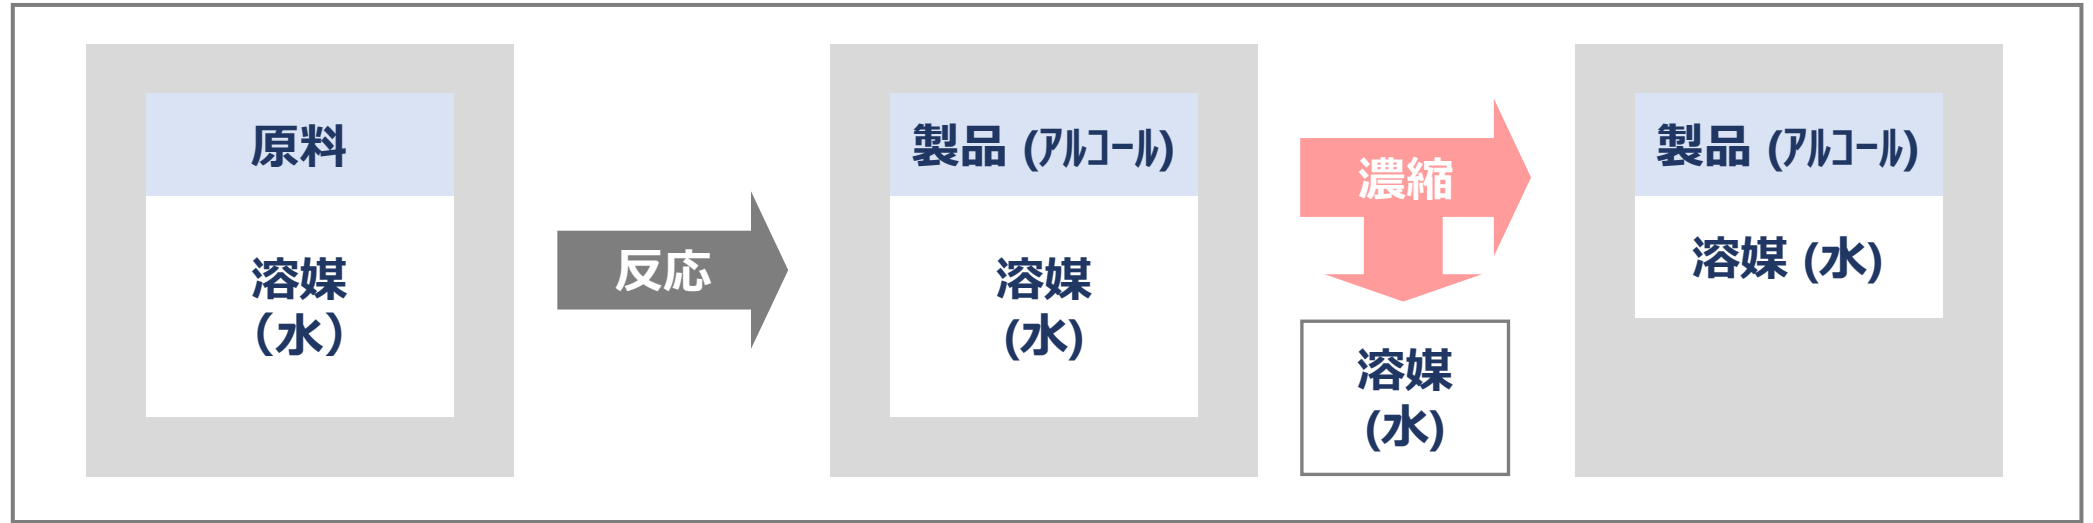 原料
溶媒
（水）
反応
製品 (ｱﾙｺｰﾙ)
溶媒
(水)
濃縮
溶媒
(水)
製品 (ｱﾙｺｰﾙ)
溶媒 (水)